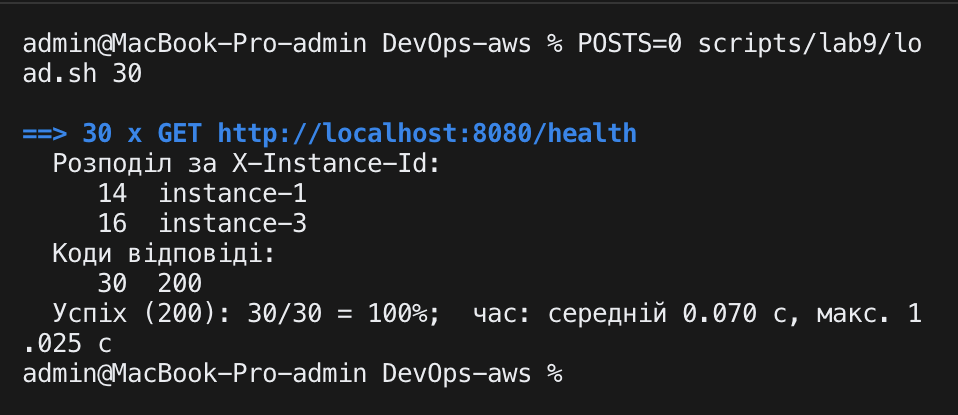 admin@MacBook-Pro-admin DevOps-aws % POSTS=0 scripts/lab9/lo
ad.sh 30
==> 30 x GET http://localhost:8080/health
Розподіл за X-Instance-Id:
14 instance-1
16 instance-3
Коди відповіді:
30 200
Успіх (200): 30/30 = 100%; час: середній 0.070 с, макс. 1
.025 с
admin@MacBook-Pro-admin DevOps-aws %